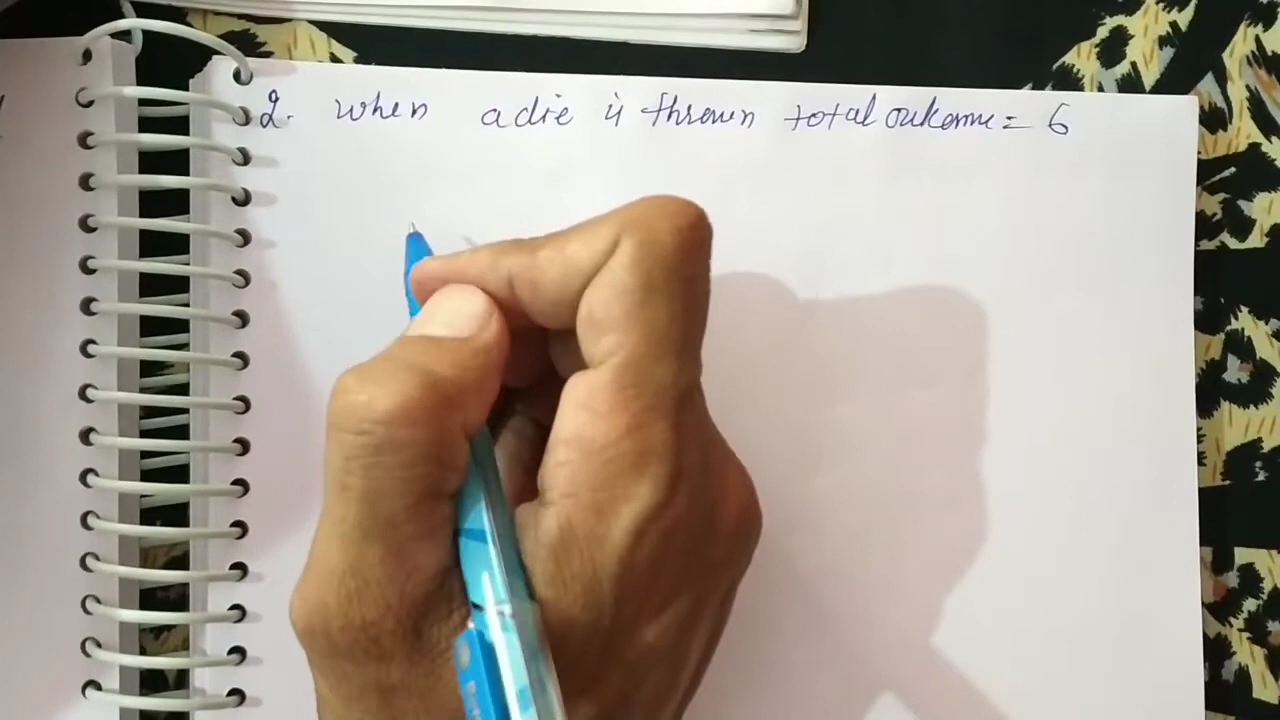 2. when a die is thrown total outcome = 6